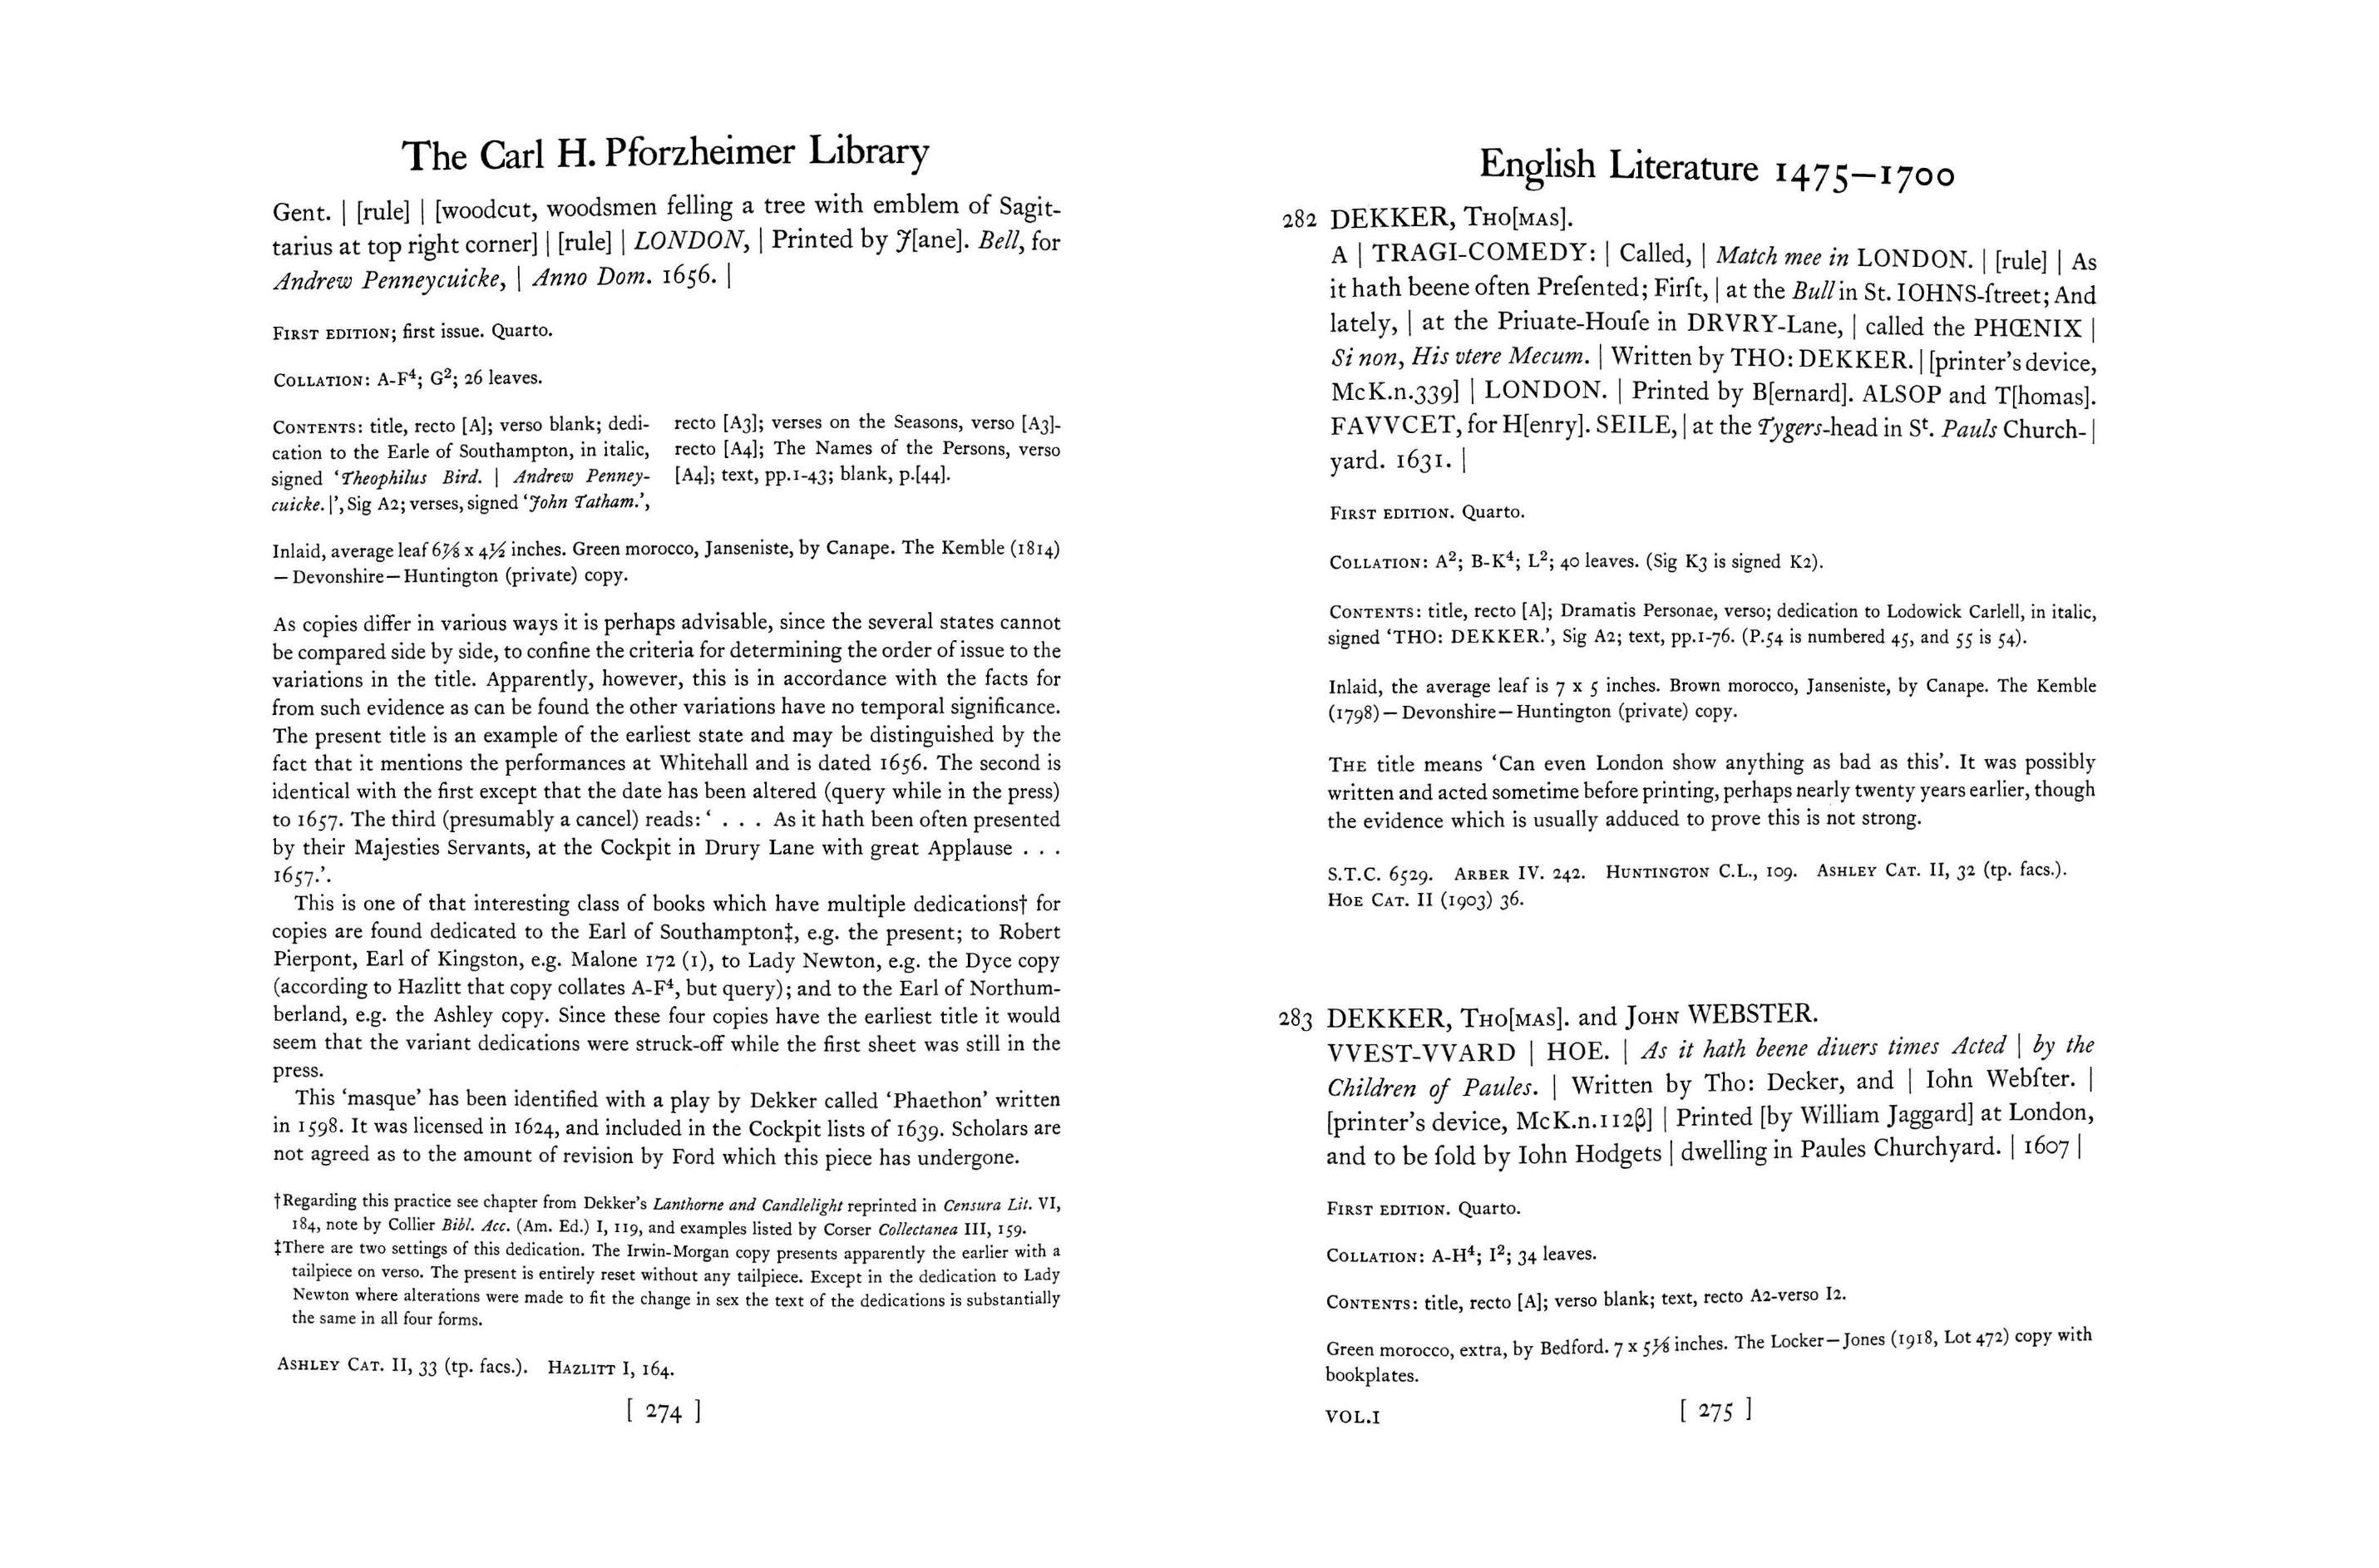 The Carl H. Pforzheimer Library
Gent. | [rule] | [woodcut, woodsmen felling a tree with emblem of Sagit-
tarius at top right corner] | [rule] | LONDON, | Printed by J[ane]. Bell, for
Andrew Penneycuicke, | Anno Dom. 1656. |
FIRST EDITION; first issue. Quarto.
COLLATION: A-F⁴; G²; 26 leaves.
CONTENTS: title, recto [A]; verso blank; dedi-
cation to the Earle of Southampton, in italic,
signed ‘Theophilus Bird. | Andrew Penney-
cuicke. |’, Sig A2; verses, signed ‘John Tatham.’,
recto [A3]; verses on the Seasons, verso [A3]-
recto [A4]; The Names of the Persons, verso
[A4]; text, pp.1-43; blank, p.[44].
Inlaid, average leaf 6⅞ x 4½ inches. Green morocco, Janseniste, by Canape. The Kemble (1814)
— Devonshire—Huntington (private) copy.
As copies differ in various ways it is perhaps advisable, since the several states cannot
be compared side by side, to confine the criteria for determining the order of issue to the
variations in the title. Apparently, however, this is in accordance with the facts for
from such evidence as can be found the other variations have no temporal significance.
The present title is an example of the earliest state and may be distinguished by the
fact that it mentions the performances at Whitehall and is dated 1656. The second is
identical with the first except that the date has been altered (query while in the press)
to 1657. The third (presumably a cancel) reads: ‘ . . . As it hath been often presented
by their Majesties Servants, at the Cockpit in Drury Lane with great Applause . . .
1657.’.
This is one of that interesting class of books which have multiple dedications† for
copies are found dedicated to the Earl of Southampton‡, e.g. the present; to Robert
Pierpont, Earl of Kingston, e.g. Malone 172 (1), to Lady Newton, e.g. the Dyce copy
(according to Hazlitt that copy collates A-F⁴, but query); and to the Earl of Northum-
berland, e.g. the Ashley copy. Since these four copies have the earliest title it would
seem that the variant dedications were struck-off while the first sheet was still in the
press.
This ‘masque’ has been identified with a play by Dekker called ‘Phaethon’ written
in 1598. It was licensed in 1624, and included in the Cockpit lists of 1639. Scholars are
not agreed as to the amount of revision by Ford which this piece has undergone.
†Regarding this practice see chapter from Dekker's Lanthorne and Candlelight reprinted in Censura Lit. VI,
184, note by Collier Bibl. Acc. (Am. Ed.) I, 119, and examples listed by Corser Collectanea III, 159.
‡There are two settings of this dedication. The Irwin-Morgan copy presents apparently the earlier with a
tailpiece on verso. The present is entirely reset without any tailpiece. Except in the dedication to Lady
Newton where alterations were made to fit the change in sex the text of the dedications is substantially
the same in all four forms.
ASHLEY CAT. II, 33 (tp. facs.). HAZLITT I, 164.
[ 274 ]
English Literature 1475—1700
282 DEKKER, THO[MAS].
A | TRAGI-COMEDY: | Called, | Match mee in LONDON. | [rule] | As
it hath beene often Preſented; Firſt, | at the Bull in St. IOHNS-ſtreet; And
lately, | at the Priuate-Houſe in DRVRY-Lane, | called the PHŒNIX |
Si non, His vtere Mecum. | Written by THO: DEKKER. | [printer's device,
McK.n.339] | LONDON. | Printed by B[ernard]. ALSOP and T[homas].
FAVVCET, for H[enry]. SEILE, | at the Tygers-head in Sᵗ. Pauls Church- |
yard. 1631. |
FIRST EDITION. Quarto.
COLLATION: A²; B-K⁴; L²; 40 leaves. (Sig K3 is signed K2).
CONTENTS: title, recto [A]; Dramatis Personae, verso; dedication to Lodowick Carlell, in italic,
signed ‘THO: DEKKER.’, Sig A2; text, pp.1-76. (P.54 is numbered 45, and 55 is 54).
Inlaid, the average leaf is 7 x 5 inches. Brown morocco, Janseniste, by Canape. The Kemble
(1798) — Devonshire—Huntington (private) copy.
THE title means ‘Can even London show anything as bad as this’. It was possibly
written and acted sometime before printing, perhaps nearly twenty years earlier, though
the evidence which is usually adduced to prove this is not strong.
S.T.C. 6529. ARBER IV. 242. HUNTINGTON C.L., 109. ASHLEY CAT. II, 32 (tp. facs.).
HOE CAT. II (1903) 36.
283 DEKKER, THO[MAS]. and JOHN WEBSTER.
VVEST-VVARD | HOE. | As it hath beene diuers times Acted | by the
Children of Paules. | Written by Tho: Decker, and | Iohn Webſter. |
[printer's device, McK.n.112β] | Printed [by William Jaggard] at London,
and to be ſold by Iohn Hodgets | dwelling in Paules Churchyard. | 1607 |
FIRST EDITION. Quarto.
COLLATION: A-H⁴; I²; 34 leaves.
CONTENTS: title, recto [A]; verso blank; text, recto A2-verso I2.
Green morocco, extra, by Bedford. 7 x 5⅛ inches. The Locker—Jones (1918, Lot 472) copy with
bookplates.
VOL.I
[ 275 ]